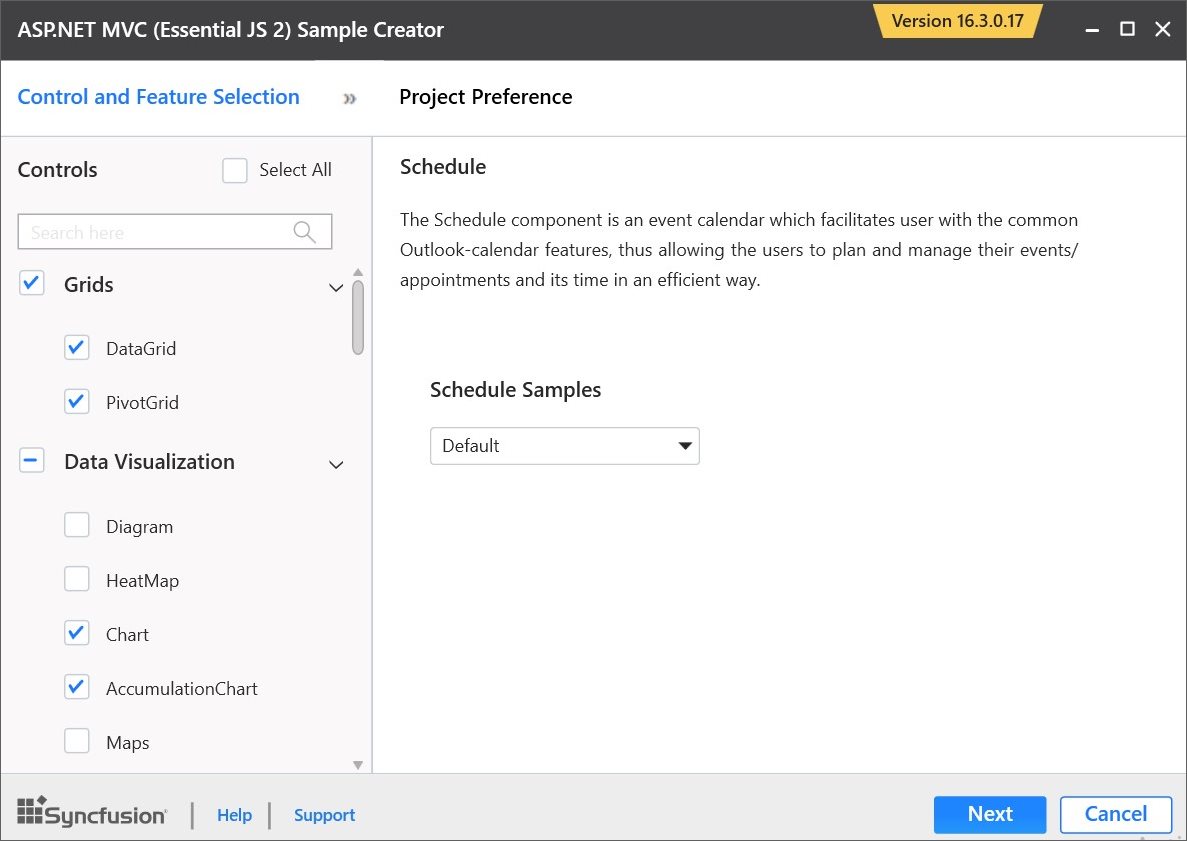 ASP.NET MVC (Essential JS 2) Sample Creator
Version 16.3.0.17
Control and Feature Selection
»
Project Preference
Controls
Select All
Search here
Grids
DataGrid
PivotGrid
Data Visualization
Diagram
HeatMap
Chart
AccumulationChart
Maps
Schedule
The Schedule component is an event calendar which facilitates user with the common
Outlook-calendar features, thus allowing the users to plan and manage their events/
appointments and its time in an efficient way.
Schedule Samples
Default
Syncfusion
Help
Support
Next
Cancel